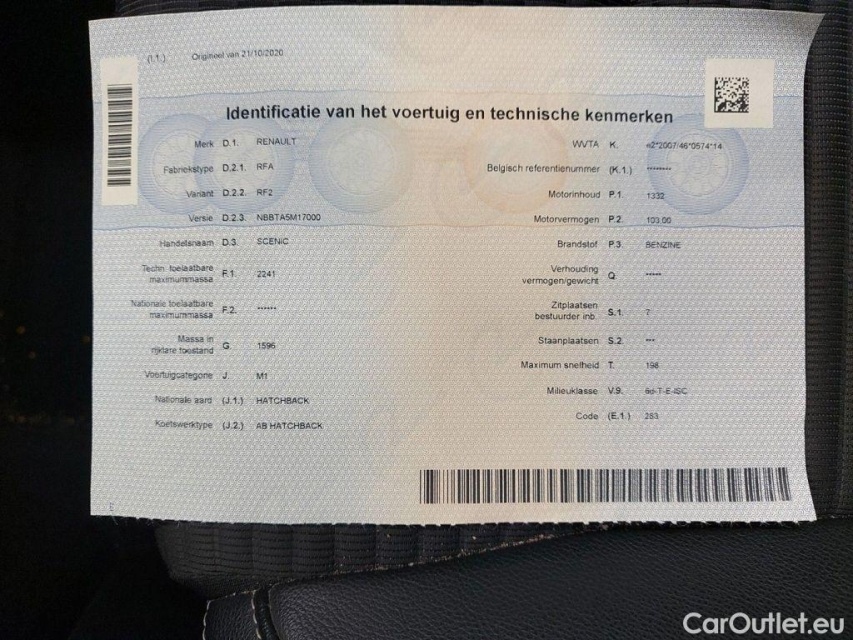 (I.1.) Origineel van 21/10/2020
Identificatie van het voertuig en technische kenmerken
Merk D.1. RENAULT
Fabriekstype D.2.1. RFA
Variant D.2.2. RF2
Versie D.2.3. NBBTA5M17000
Handelsnaam D.3. SCENIC
Techn. toelaatbare
maximummassa F.1. 2241
Nationale toelaatbare
maximummassa F.2. ******
Massa in
rijklare toestand G. 1596
Voertuigcategorie J. M1
Nationale aard (J.1.) HATCHBACK
Koetswerktype (J.2.) AB HATCHBACK
WVTA K. e2*2007/46*0574*14
Belgisch referentienummer (K.1.) ********
Motorinhoud P.1. 1332
Motorvermogen P.2. 103.00
Brandstof P.3. BENZINE
Verhouding
vermogen/gewicht Q. *****
Zitplaatsen
bestuurder inb. S.1. 7
Staanplaatsen S.2. ***
Maximum snelheid T. 198
Milieuklasse V.9. 6d-T-E-ISC
Code (E.1.) 253
E
CarOutlet.eu